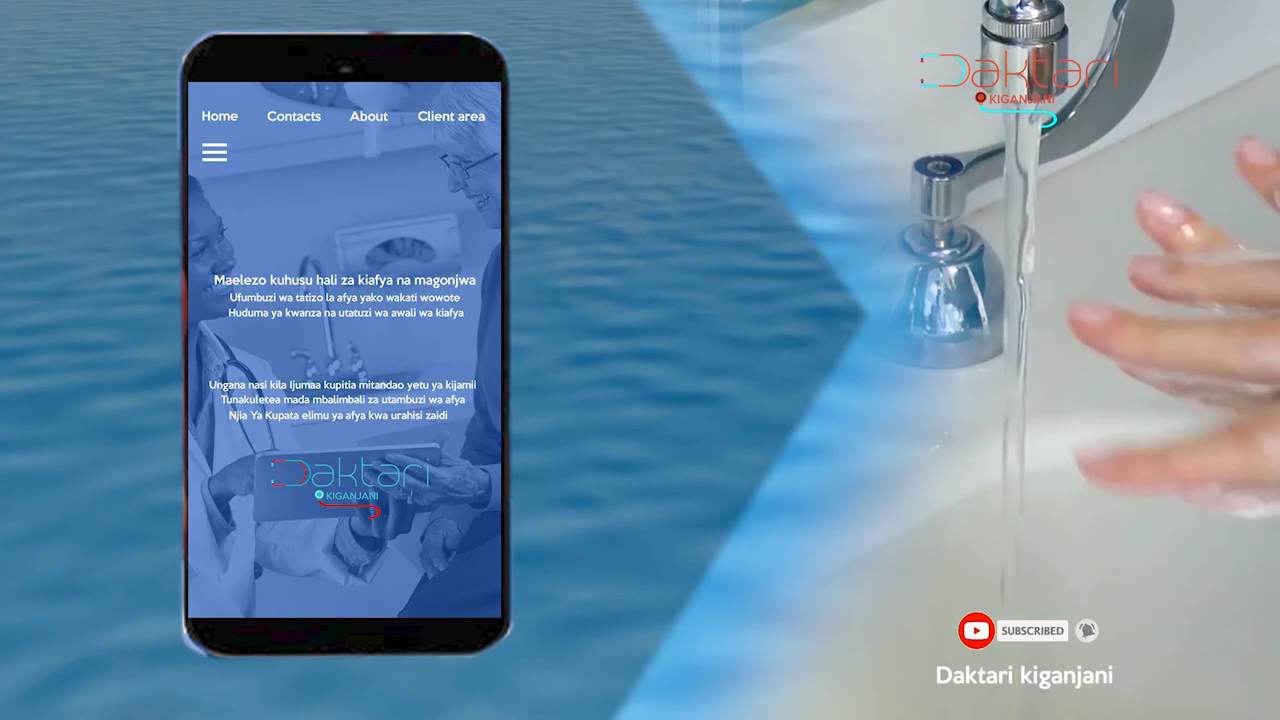 Home Contacts About Client area
Maelezo kuhusu hali za kiafya na magonjwa
Ufumbuzi wa tatizo la afya yako wakati wowote
Huduma ya kwanza na utatuzi wa awali wa kiafya
Ungana nasi kila Ijumaa kupitia mitandao yetu ya kijamii
Tunakuletea mada mbalimbali za utambuzi wa afya
Njia Ya Kupata elimu ya afya kwa urahisi zaidi
Daktari
KIGANJANI
Daktari
KIGANJANI
SUBSCRIBED
Daktari kiganjani